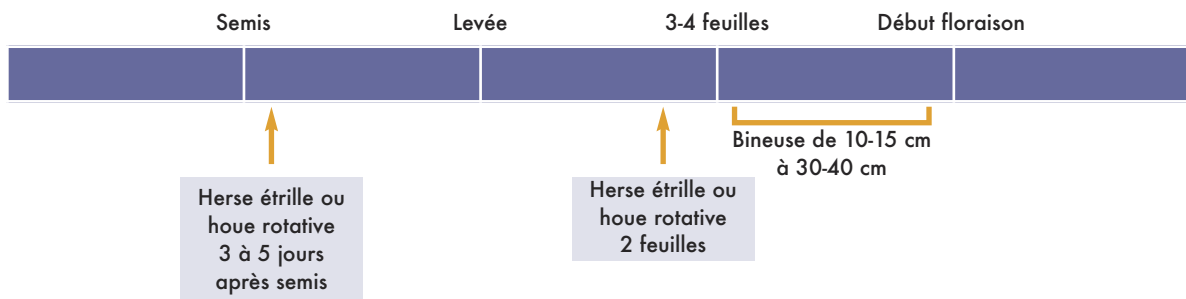 Semis
Levée
3-4 feuilles
Début floraison
Bineuse de 10-15 cm
à 30-40 cm
Herse étrille ou
houe rotative
3 à 5 jours
après semis
Herse étrille ou
houe rotative
2 feuilles